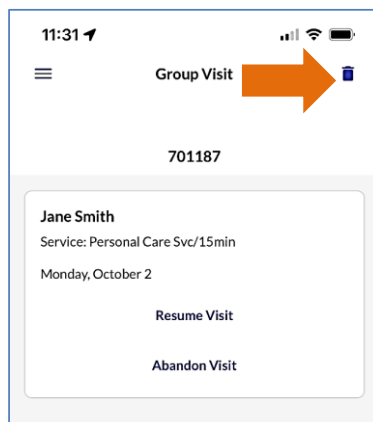 11:31
Group Visit
701187
Jane Smith
Service: Personal Care Svc/15min
Monday, October 2
Resume Visit
Abandon Visit